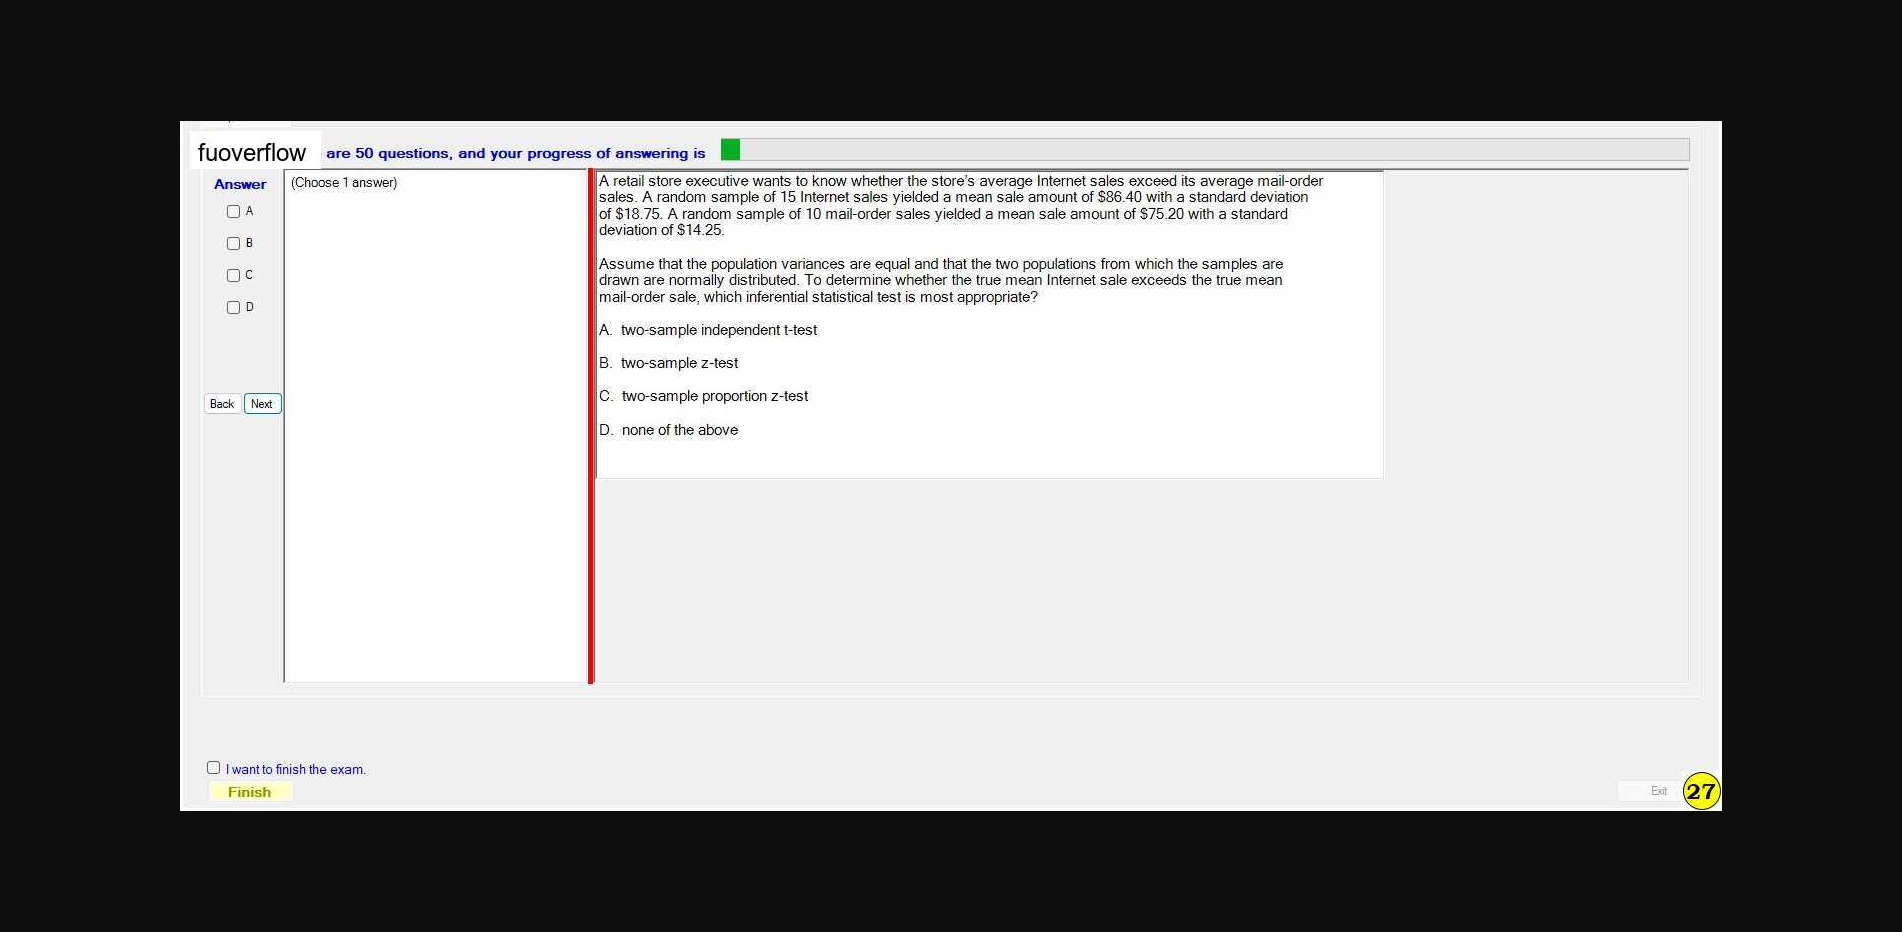 fuoverflow are 50 questions, and your progress of answering is
Answer
A
B
C
D
Back Next
(Choose 1 answer)
A retail store executive wants to know whether the store's average Internet sales exceed its average mail-order
sales. A random sample of 15 Internet sales yielded a mean sale amount of $86.40 with a standard deviation
of $18.75. A random sample of 10 mail-order sales yielded a mean sale amount of $75.20 with a standard
deviation of $14.25.
Assume that the population variances are equal and that the two populations from which the samples are
drawn are normally distributed. To determine whether the true mean Internet sale exceeds the true mean
mail-order sale, which inferential statistical test is most appropriate?
A. two-sample independent t-test
B. two-sample z-test
C. two-sample proportion z-test
D. none of the above
I want to finish the exam.
Finish
Exit
27